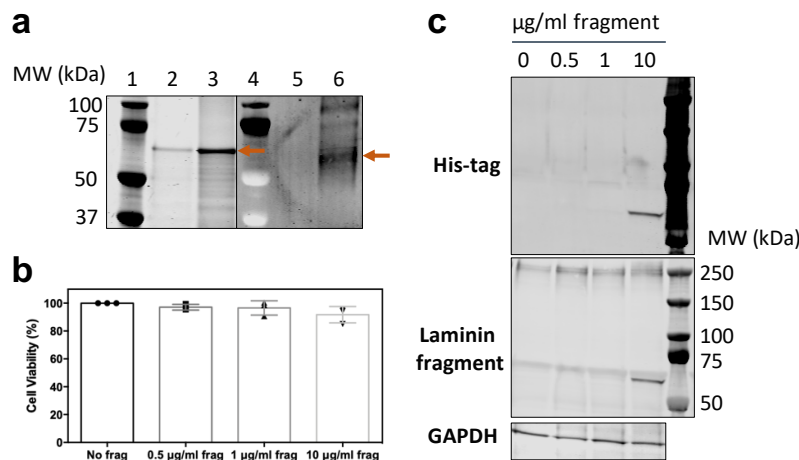 a
MW (kDa) 1 2 3 4 5 6
100
75
50
37
b
Cell Viability (%)
100
80
60
40
20
0
No frag 0.5 µg/ml frag 1 µg/ml frag 10 µg/ml frag
c
µg/ml fragment
0 0.5 1 10
His-tag
MW (kDa)
250
150
100
75
50
Laminin
fragment
GAPDH